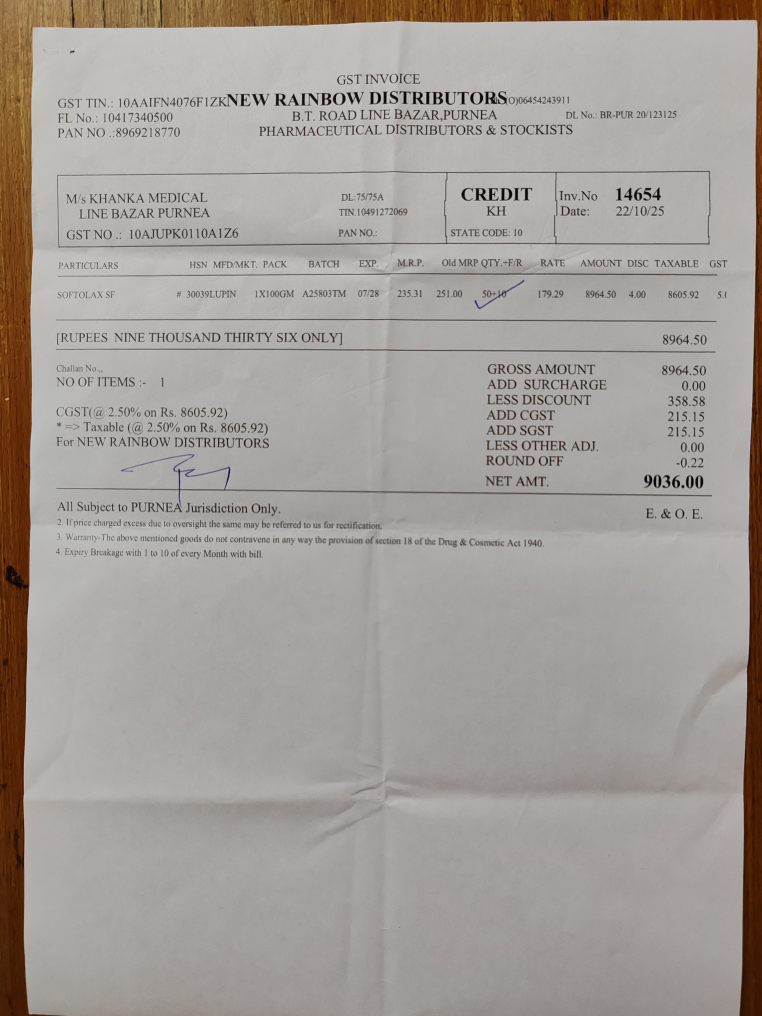 GST INVOICE
GST TIN.: 10AAIFN4076F1ZK NEW RAINBOW DISTRIBUTORS (O)06454243911
FL No.: 10417340500 B.T. ROAD LINE BAZAR,PURNEA DL No.: BR-PUR 20/123125
PAN NO .:8969218770 PHARMACEUTICAL DISTRIBUTORS & STOCKISTS
M/s KHANKA MEDICAL DL:75/75A CREDIT Inv.No 14654
LINE BAZAR PURNEA TIN.10491272069 KH Date: 22/10/25
GST NO .: 10AJUPK0110A1Z6 PAN NO.: STATE CODE: 10
PARTICULARS HSN MFD/MKT. PACK BATCH EXP. M.R.P. Old MRP QTY.+F/R RATE AMOUNT DISC TAXABLE GST
SOFTOLAX SF # 30039LUPIN 1X100GM A25803TM 07/28 235.31 251.00 50+10 179.29 8964.50 4.00 8605.92
[RUPEES NINE THOUSAND THIRTY SIX ONLY] 8964.50
Challan No.,, GROSS AMOUNT 8964.50
NO OF ITEMS :- 1 ADD SURCHARGE 0.00
LESS DISCOUNT 358.58
CGST(@ 2.50% on Rs. 8605.92) ADD CGST 215.15
* => Taxable (@ 2.50% on Rs. 8605.92) ADD SGST 215.15
For NEW RAINBOW DISTRIBUTORS LESS OTHER ADJ. 0.00
ROUND OFF -0.22
NET AMT. 9036.00
All Subject to PURNEA Jurisdiction Only. E. & O. E.
2. If price charged excess due to oversight the same may be referred to us for rectification.
3. Warranty-The above mentioned goods do not contravene in any way the provision of section 18 of the Drug & Cosmetic Act 1940.
4. Expiry Breakage with 1 to 10 of every Month with bill.